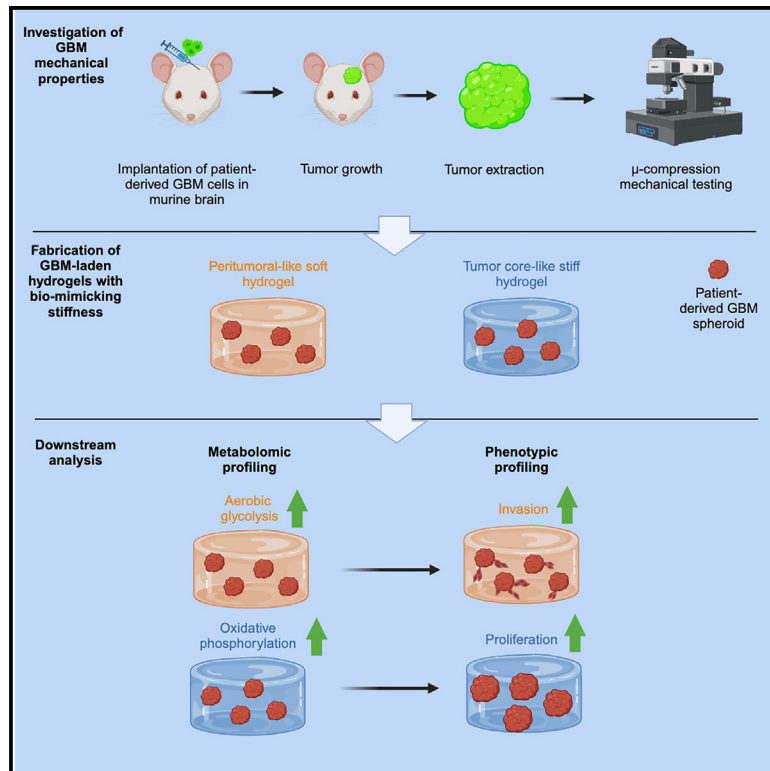 Investigation of
GBM
mechanical
properties
Implantation of patient-
derived GBM cells in
murine brain
Tumor growth
Tumor extraction
µ-compression
mechanical testing
Fabrication of
GBM-laden
hydrogels with
bio-mimicking
stiffness
Peritumoral-like soft
hydrogel
Tumor core-like stiff
hydrogel
Patient-
derived GBM
spheroid
Downstream
analysis
Metabolomic
profiling
Phenotypic
profiling
Aerobic
glycolysis
Invasion
Oxidative
phosphorylation
Proliferation